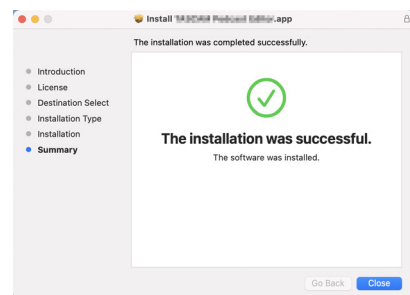 Install .app
The installation was completed successfully.
Introduction
License
Destination Select
Installation Type
Installation
Summary
The installation was successful.
The software was installed.
Go Back
Close